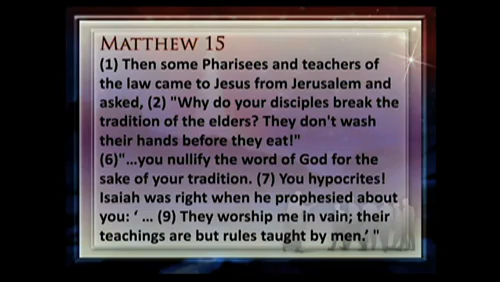 MATTHEW 15
(1) Then some Pharisees and teachers of
the law came to Jesus from Jerusalem and
asked, (2) "Why do your disciples break the
tradition of the elders? They don't wash
their hands before they eat!"
(6)"...you nullify the word of God for the
sake of your tradition. (7) You hypocrites!
Isaiah was right when he prophesied about
you: ‘ ... (9) They worship me in vain; their
teachings are but rules taught by men.’ "